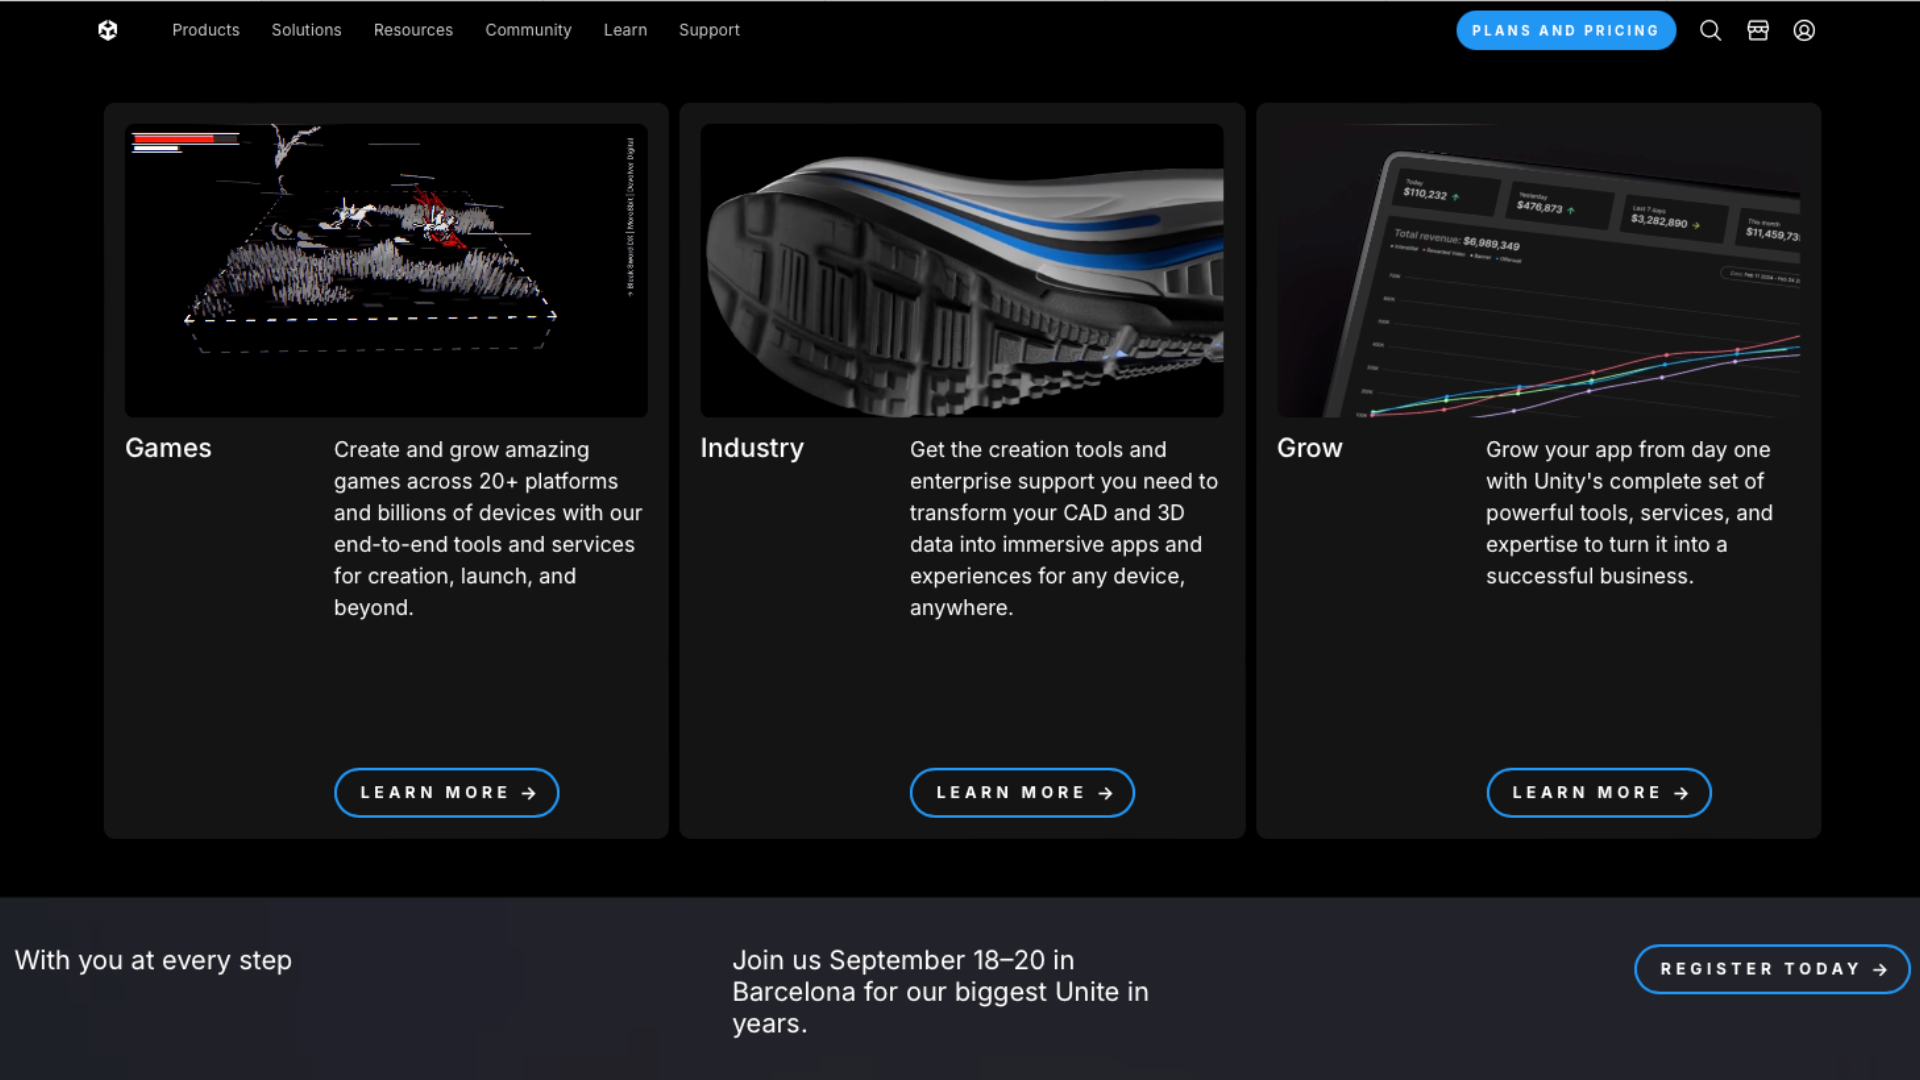 Products Solutions Resources Community Learn Support
PLANS AND PRICING
→ Black Sword DX | MoroBbit | Devolver Digital
Today
$110,232 ↑
Yesterday
$476,873 ↑
Last 7 days
$3,282,890 →
This month
Total revenue: $6,989,349
Games
Create and grow amazing
games across 20+ platforms
and billions of devices with our
end-to-end tools and services
for creation, launch, and
beyond.
LEARN MORE →
Industry
Get the creation tools and
enterprise support you need to
transform your CAD and 3D
data into immersive apps and
experiences for any device,
anywhere.
LEARN MORE →
Grow
Grow your app from day one
with Unity's complete set of
powerful tools, services, and
expertise to turn it into a
successful business.
LEARN MORE →
With you at every step
Join us September 18–20 in
Barcelona for our biggest Unite in
years.
REGISTER TODAY →